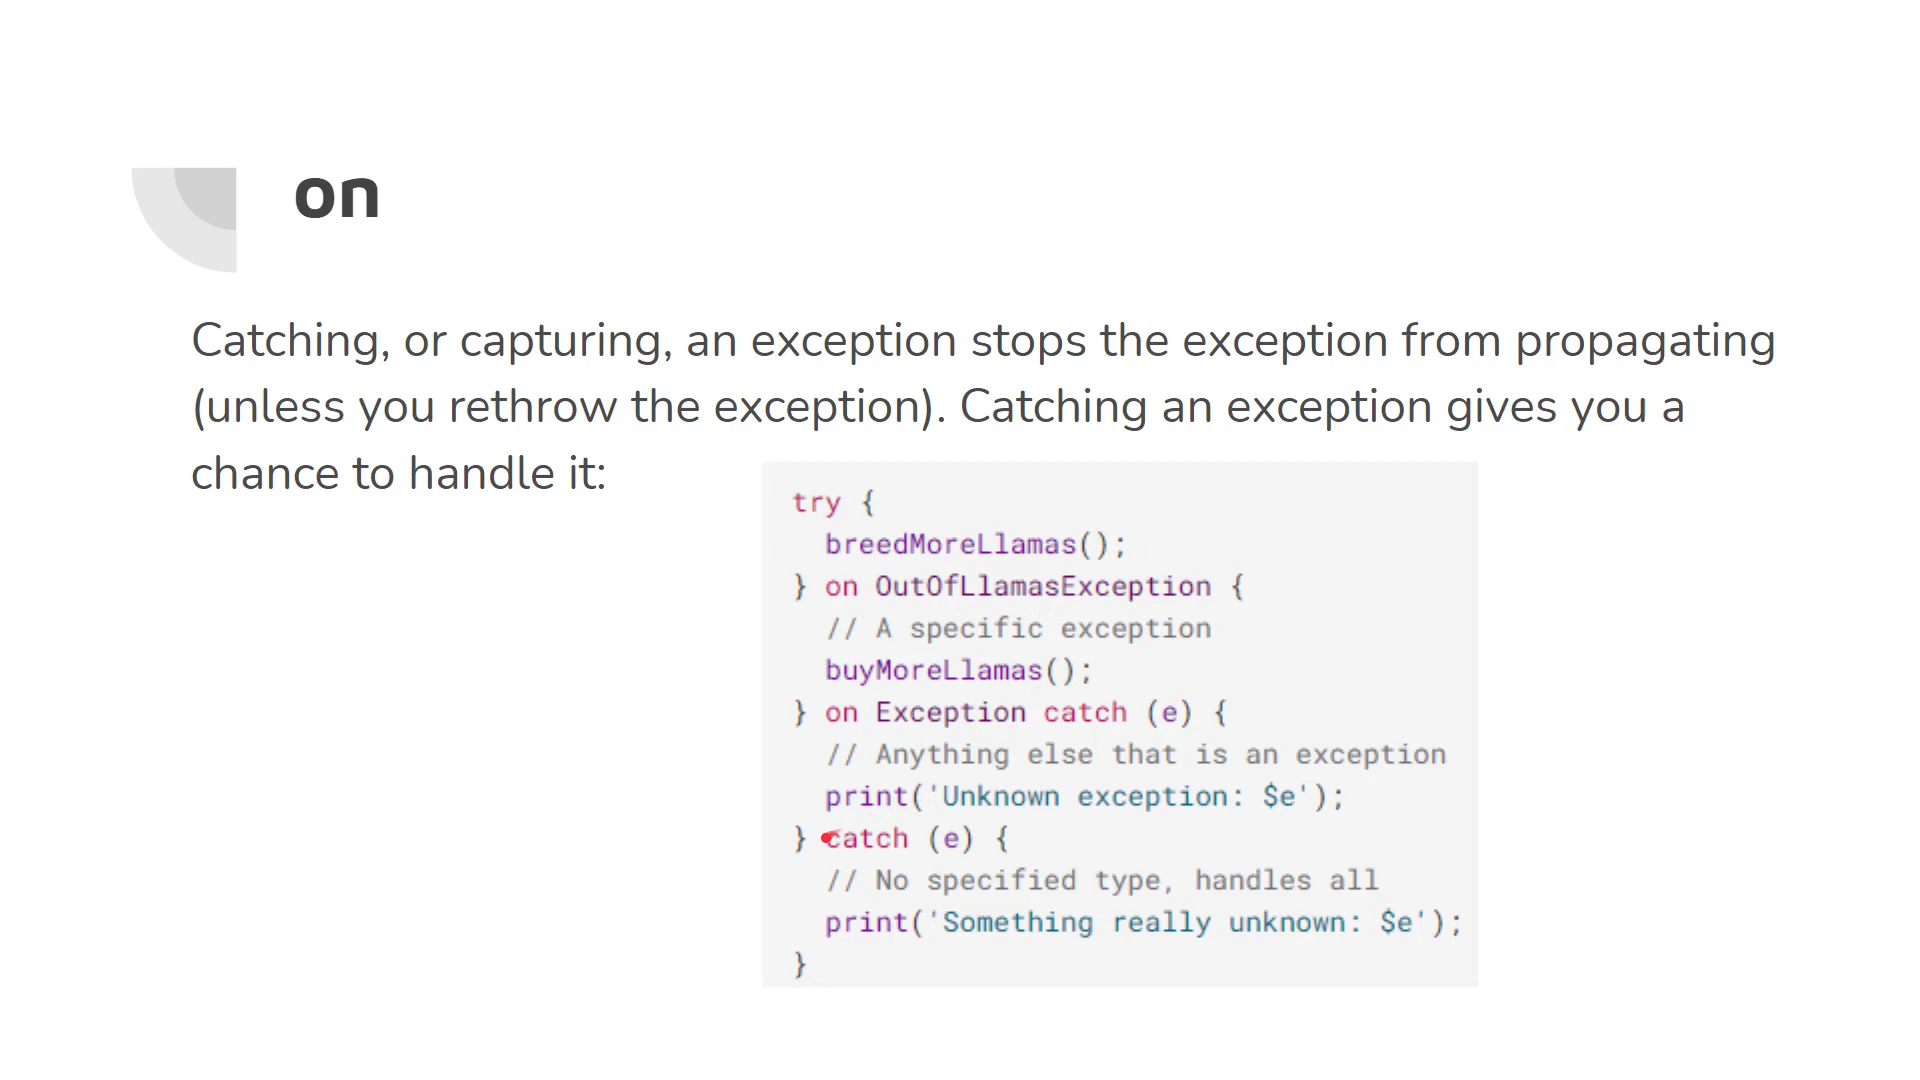 on
Catching, or capturing, an exception stops the exception from propagating
(unless you rethrow the exception). Catching an exception gives you a
chance to handle it:
try {
  breedMoreLlamas();
} on OutOfLlamasException {
  // A specific exception
  buyMoreLlamas();
} on Exception catch (e) {
  // Anything else that is an exception
  print('Unknown exception: $e');
} catch (e) {
  // No specified type, handles all
  print('Something really unknown: $e');
}